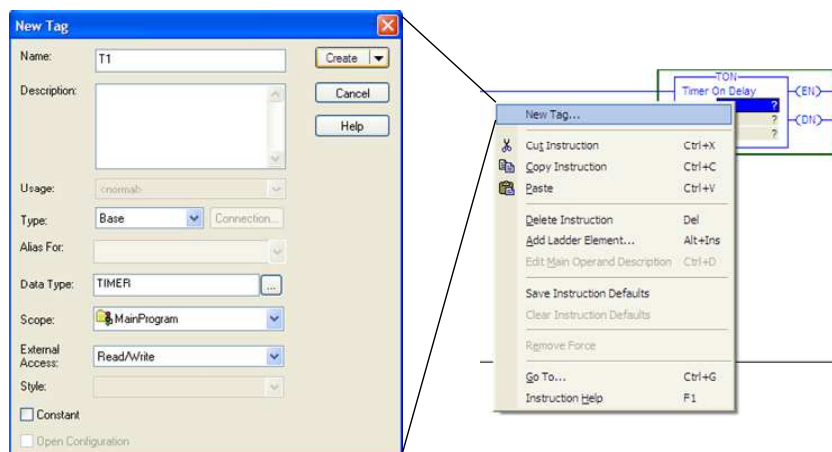 New Tag
Name: T1
Create
Description:
Cancel
Help
Usage: <normal>
Type: Base Connection...
Alias For:
Data Type: TIMER ...
Scope: MainProgram
External Access: Read/Write
Style:
Constant
Open Configuration
TON
Timer On Delay
(EN)
?
?
(DN)
?
New Tag...
Cut Instruction Ctrl+X
Copy Instruction Ctrl+C
Paste Ctrl+V
Delete Instruction Del
Add Ladder Element... Alt+Ins
Edit Main Operand Description Ctrl+D
Save Instruction Defaults
Clear Instruction Defaults
Remove Force
Go To... Ctrl+G
Instruction Help F1